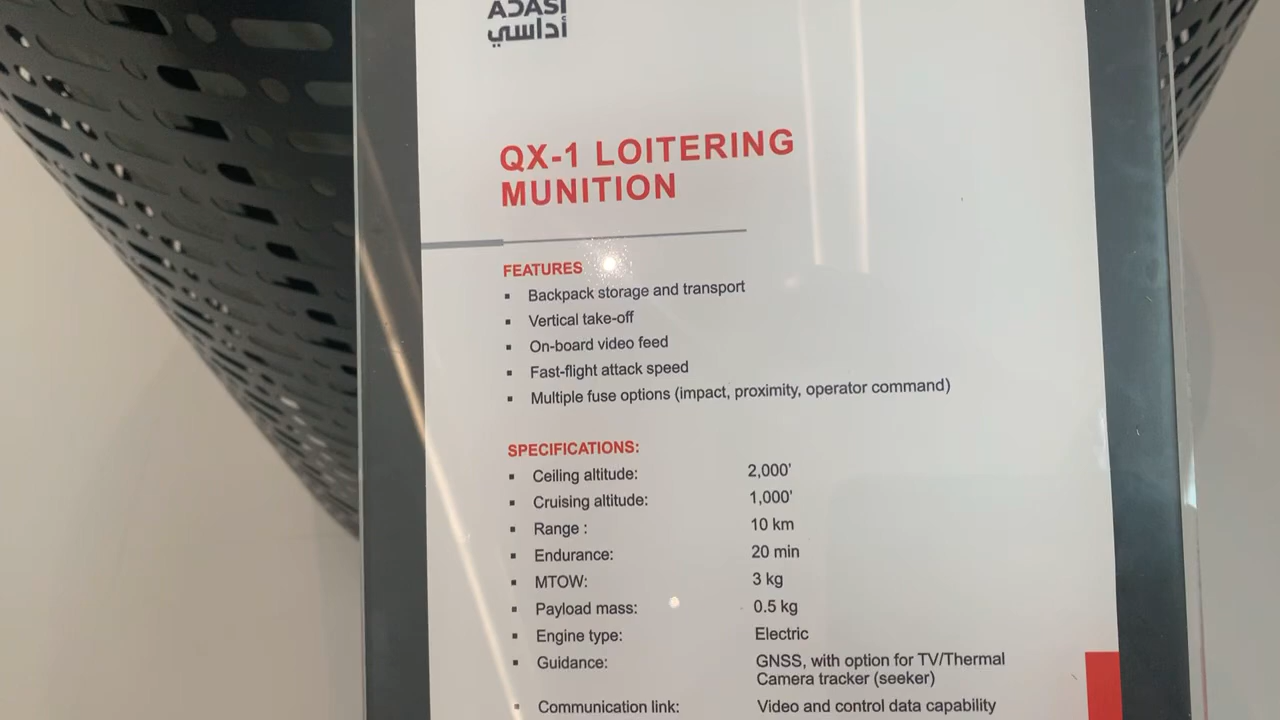 ADASI
أداسي
QX-1 LOITERING
MUNITION
FEATURES
▪ Backpack storage and transport
▪ Vertical take-off
▪ On-board video feed
▪ Fast-flight attack speed
▪ Multiple fuse options (impact, proximity, operator command)
SPECIFICATIONS:
▪ Ceiling altitude: 2,000'
▪ Cruising altitude: 1,000'
▪ Range : 10 km
▪ Endurance: 20 min
▪ MTOW: 3 kg
▪ Payload mass: 0.5 kg
▪ Engine type: Electric
▪ Guidance: GNSS, with option for TV/Thermal
Camera tracker (seeker)
▪ Communication link: Video and control data capability